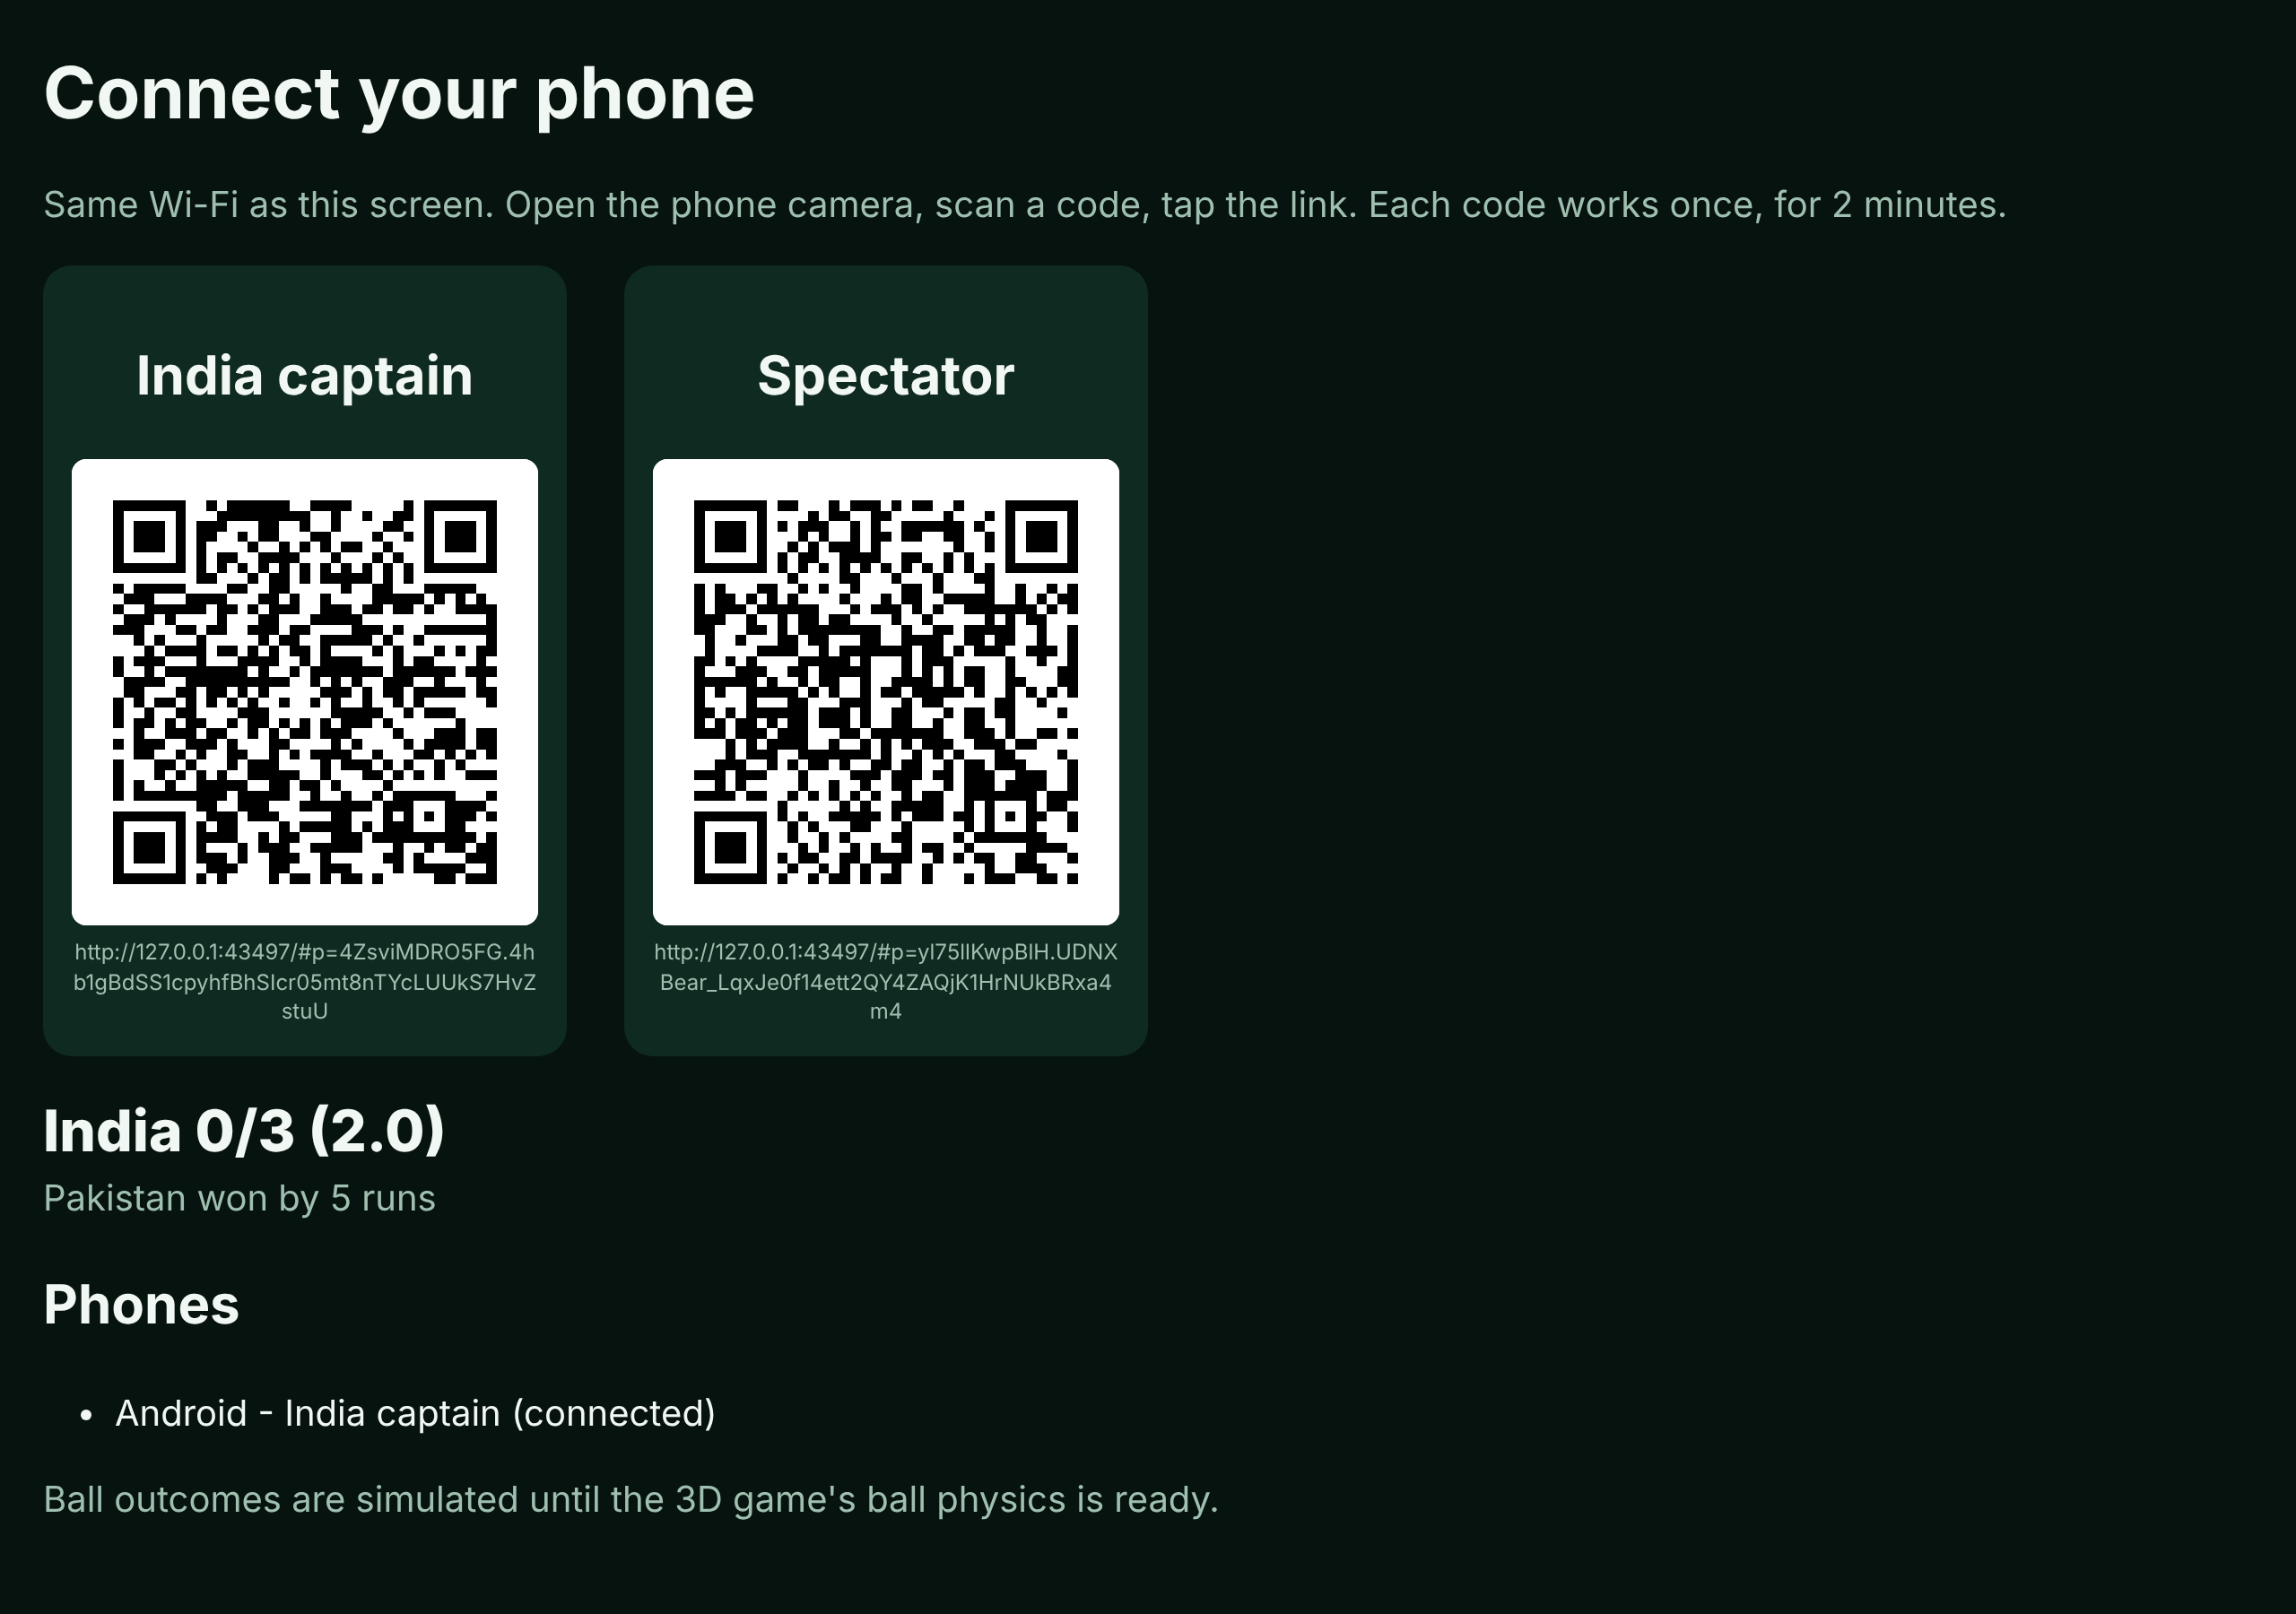 Connect your phone
Same Wi-Fi as this screen. Open the phone camera, scan a code, tap the link. Each code works once, for 2 minutes.
India captain
Spectator
http://127.0.0.1:43497/#p=4ZsviMDRO5FG.4h
b1gBdSS1cpyhfBhSIcr05mt8nTYcLUUkS7HvZ
stuU
http://127.0.0.1:43497/#p=yl75lIKwpBlH.UDNX
Bear_LqxJe0f14ett2QY4ZAQjK1HrNUkBRxa4
m4
India 0/3 (2.0)
Pakistan won by 5 runs
Phones
• Android - India captain (connected)
Ball outcomes are simulated until the 3D game's ball physics is ready.